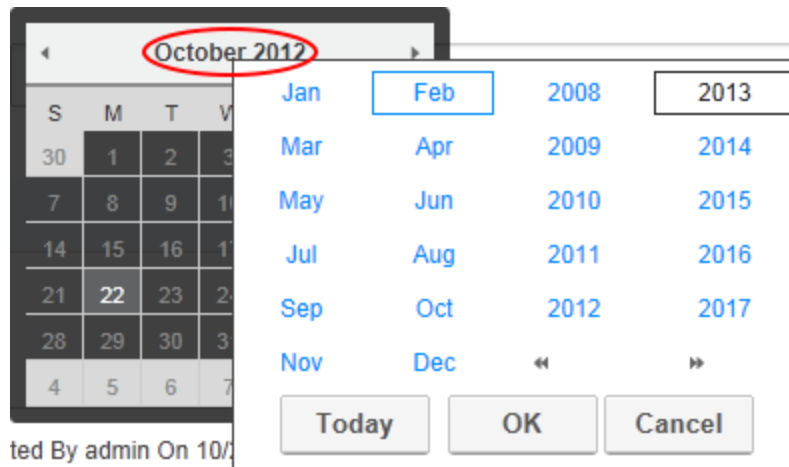 October 2012
S M T
30 1 2 3
7 8 9
14 15 16
21 22 23
28 29 30
4 5 6 7
Jan Feb 2008 2013
Mar Apr 2009 2014
May Jun 2010 2015
Jul Aug 2011 2016
Sep Oct 2012 2017
Nov Dec
Today OK Cancel
ted By admin On 10/